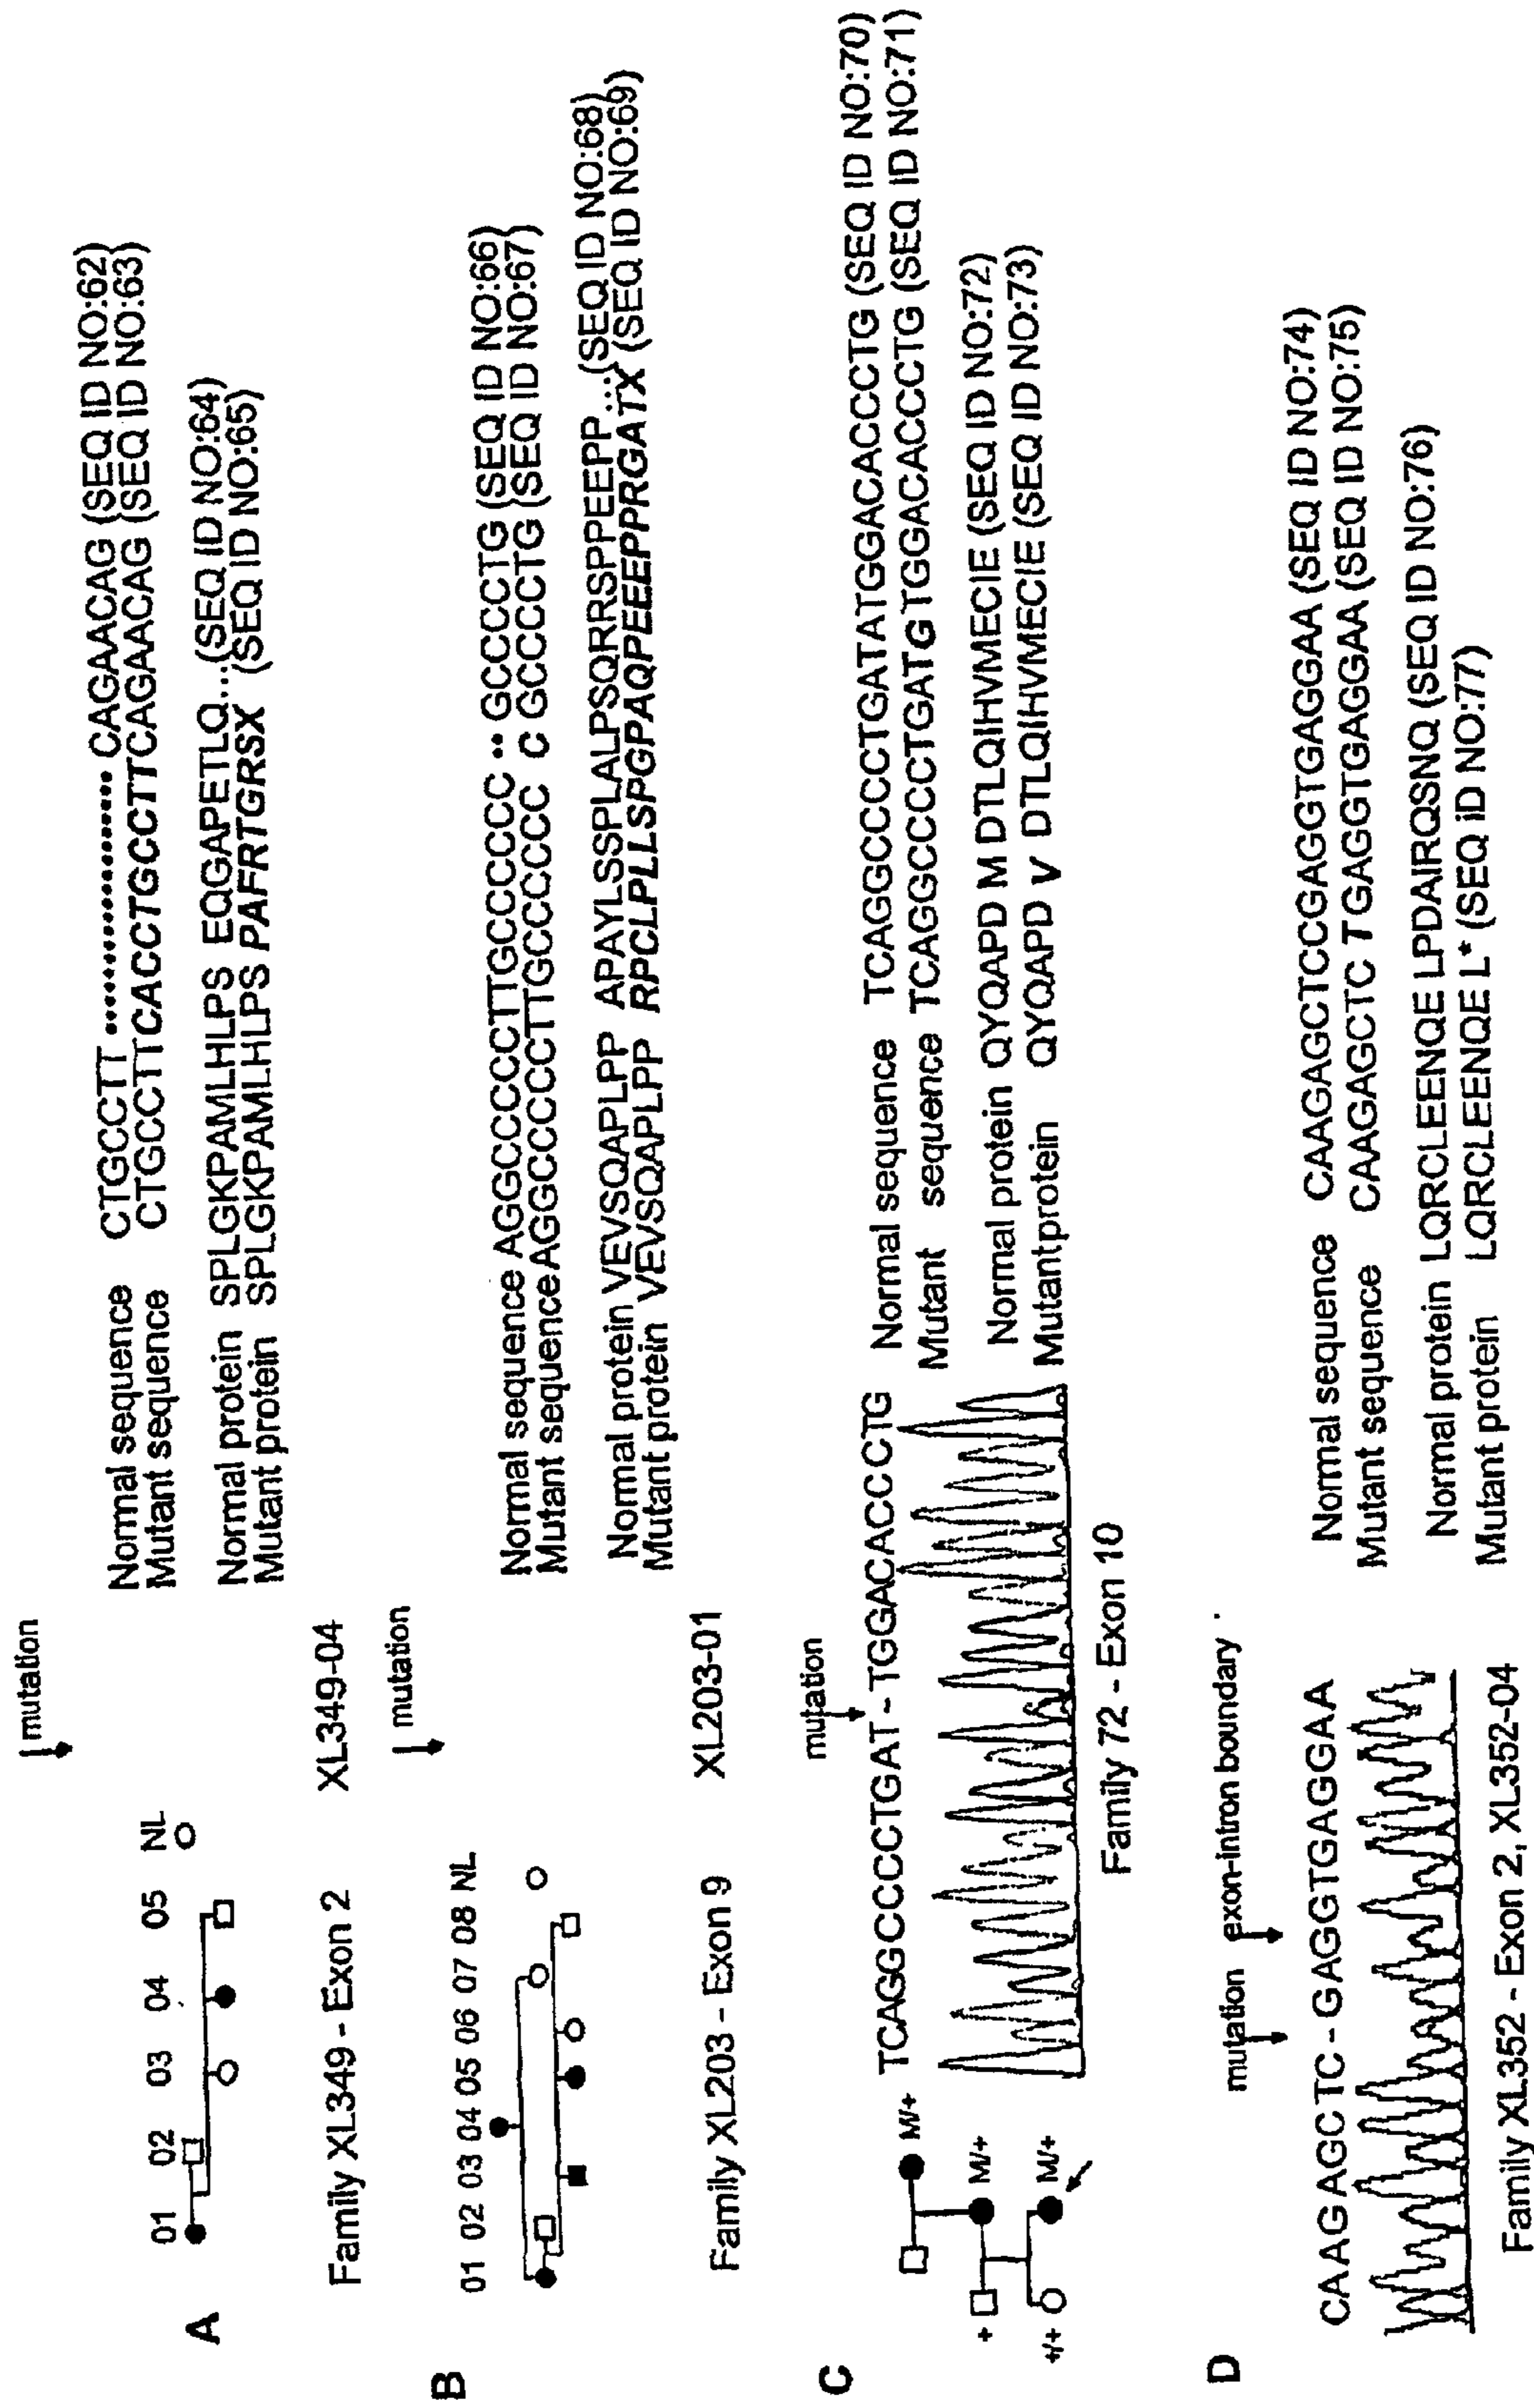 A
01 02 03 04 05 NL
mutation
Family XL349 - Exon 2 XL349-04
Normal sequence CTGCCTT ................. CAGAACAG (SEQ ID NO:62)
Mutant sequence CTGCCTTCACCTGCCTTCAGAACAG (SEQ ID NO:63)
Normal protein SPLGKPAMLHLPS EQGAPETLQ...(SEQ ID NO:64)
Mutant protein SPLGKPAMLHLPS PAFRTGRSX (SEQ ID NO:65)
B
01 02 03 04 05 06 07 08 NL
mutation
Family XL203 - Exon 9 XL203-01
Normal sequence AGGCCCCCTTGCCCCCC •• GCCCCTG (SEQ ID NO:66)
Mutant sequence AGGCCCCCTTGCCCCCC C GCCCCTG (SEQ ID NO:67)
Normal protein VEVSQAPLPP APAYLSSPLALPSQRRSPPEEPP ...(SEQ ID NO:68)
Mutant protein VEVSQAPLPP RPCLPLLSPGPAQPEEEPPRGATX (SEQ ID NO:69)
C
M/+
+ M/+
+/+ M/+
mutation
TCAGGCCCCTGAT - TGGACACCCTG
Family 72 - Exon 10
Normal sequence TCAGGCCCCTGATATGGACACCCTG (SEQ ID NO:70)
Mutant sequence TCAGGCCCCTGATG TGGACACCCTG (SEQ ID NO:71)
Normal protein QYQAPD M DTLQIHVMECIE (SEQ ID NO:72)
Mutant protein QYQAPD V DTLQIHVMECIE (SEQ ID NO:73)
D
mutation exon-intron boundary
CAAGAGCTC - GAGGTGAGGAA
Family XL352 - Exon 2, XL352-04
Normal sequence CAAGAGCTCCGAGGTGAGGAA (SEQ ID NO:74)
Mutant sequence CAAGAGCTC TGAGGTGAGGAA (SEQ ID NO:75)
Normal protein LQRCLEENQE LPDAIRQSNQ (SEQ ID NO:76)
Mutant protein LQRCLEENQE L* (SEQ ID NO:77)